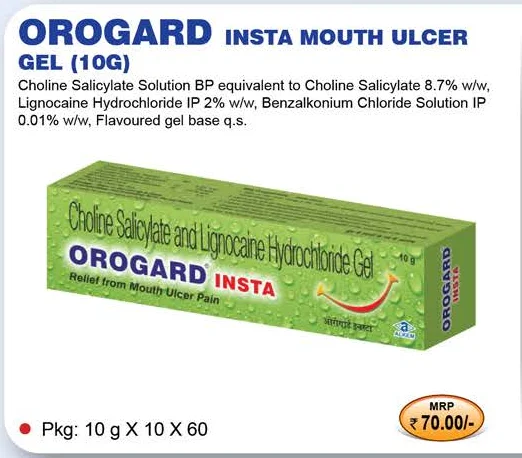 OROGARD INSTA MOUTH ULCER
GEL (10G)
Choline Salicylate Solution BP equivalent to Choline Salicylate 8.7% w/w,
Lignocaine Hydrochloride IP 2% w/w, Benzalkonium Chloride Solution IP
0.01% w/w, Flavoured gel base q.s.
Choline Salicylate and Lignocaine Hydrochloride Gel
10 g
OROGARD INSTA
Relief from Mouth Ulcer Pain
ओरोगार्ड इन्स्टा
a
ALKEM
OROGARD
INSTA
Pkg: 10 g X 10 X 60
MRP
₹ 70.00/-